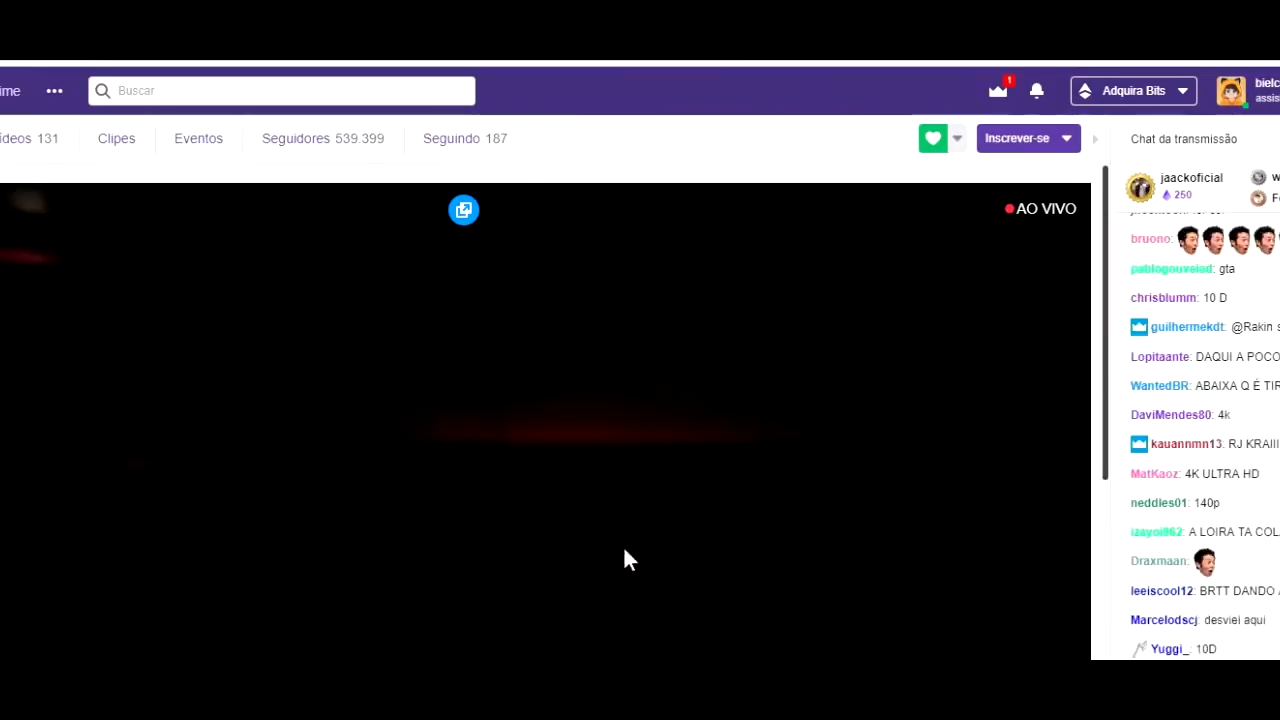 ime
•••
Buscar
1
Adquira Bits
bielc
assis
ídeos 131
Clipes
Eventos
Seguidores 539.399
Seguindo 187
Inscrever-se
Chat da transmissão
AO VIVO
jaackoficial
250
w
F
bruono:
pablogouveiad: gta
chrisblumm: 10 D
guilhermekdt: @Rakin s
Lopitaante: DAQUI A POCO
WantedBR: ABAIXA Q É TIR
DaviMendes80: 4k
kauannmn13: RJ KRAIII
MatKaoz: 4K ULTRA HD
neddies01: 140p
A LOIRA TA COL
Draxmaan:
leeiscool12: BRTT DANDO
Marcelodscj: desviei aqui
Yuggi_: 10D